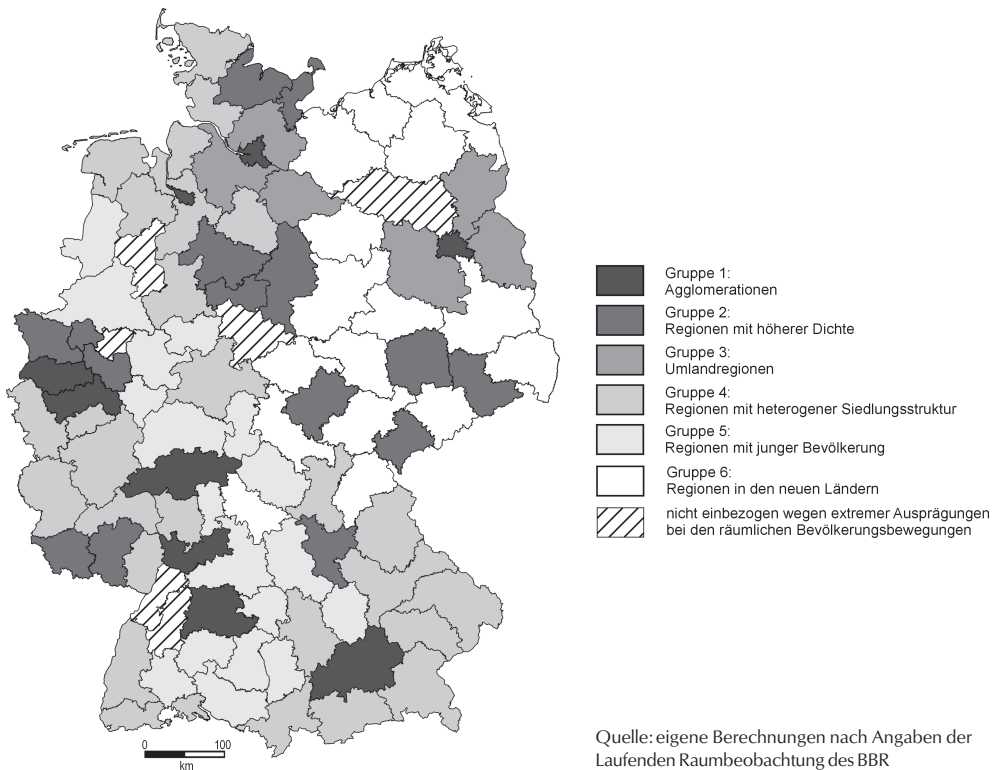 Gruppe 1:
Agglomerationen
Gruppe 2:
Regionen mit höherer Dichte
Gruppe 3:
Umlandregionen
Gruppe 4:
Regionen mit heterogener Siedlungsstruktur
Gruppe 5:
Regionen mit junger Bevölkerung
Gruppe 6:
Regionen in den neuen Ländern
nicht einbezogen wegen extremer Ausprägungen
bei den räumlichen Bevölkerungsbewegungen
0 100
km
Quelle: eigene Berechnungen nach Angaben der
Laufenden Raumbeobachtung des BBR